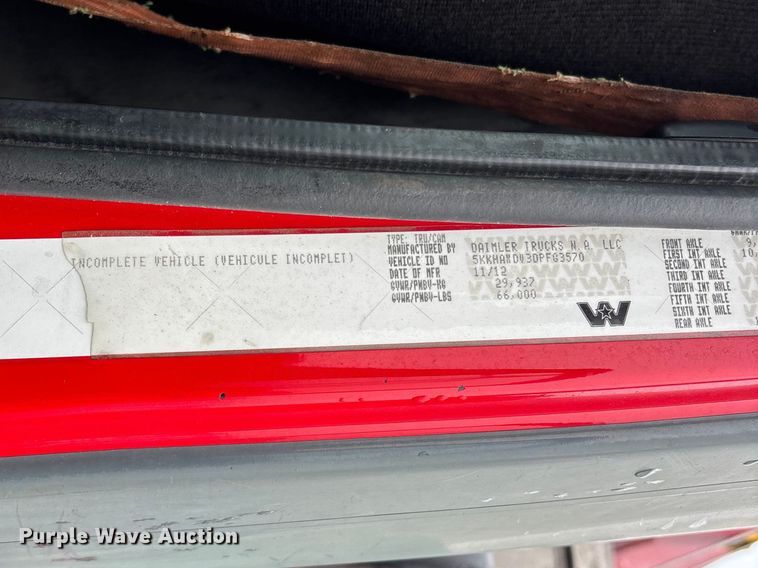 INCOMPLETE VEHICLE (VEHICULE INCOMPLET)
TYPE: TRU/CAM
MANUFACTURED BY DAIMLER TRUCKS N.A. LLC
VEHICLE ID NO
DATE OF MFR 11/12
GVWR/PNBV-KG 29,937
GVWR/PNBV-LBS 66,000
FRONT AXLE 9,
FIRST INT AXLE 10
SECOND INT AXLE
THIRD INT AXLE
FOURTH INT AXLE
FIFTH INT AXLE
SIXTH INT AXLE
REAR AXLE
W
Purple Wave Auction